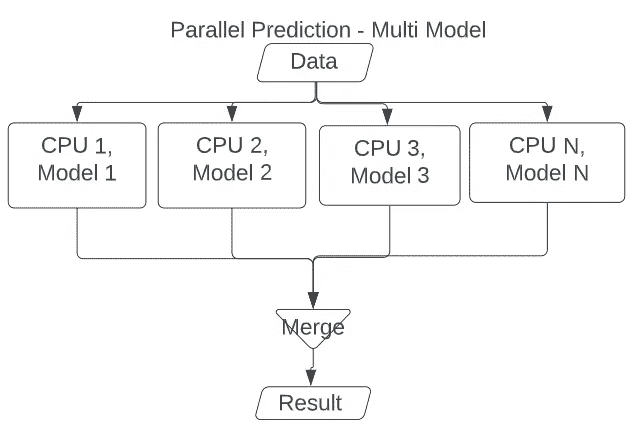 Parallel Prediction - Multi Model
Data
CPU 1,
Model 1
CPU 2,
Model 2
CPU 3,
Model 3
CPU N,
Model N
Merge
Result